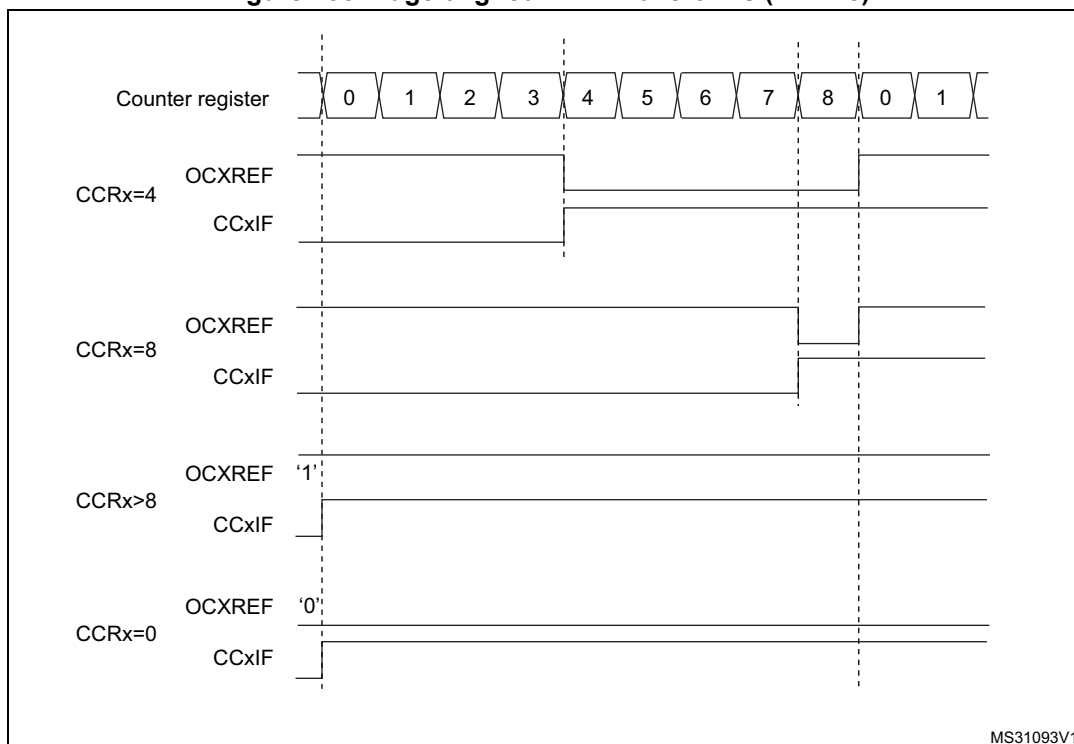 Counter register 0 1 2 3 4 5 6 7 8 0 1
CCRx=4
OCXREF
CCxIF
CCRx=8
OCXREF
CCxIF
CCRx>8
OCXREF ‘1’
CCxIF
CCRx=0
OCXREF ‘0’
CCxIF
MS31093V1